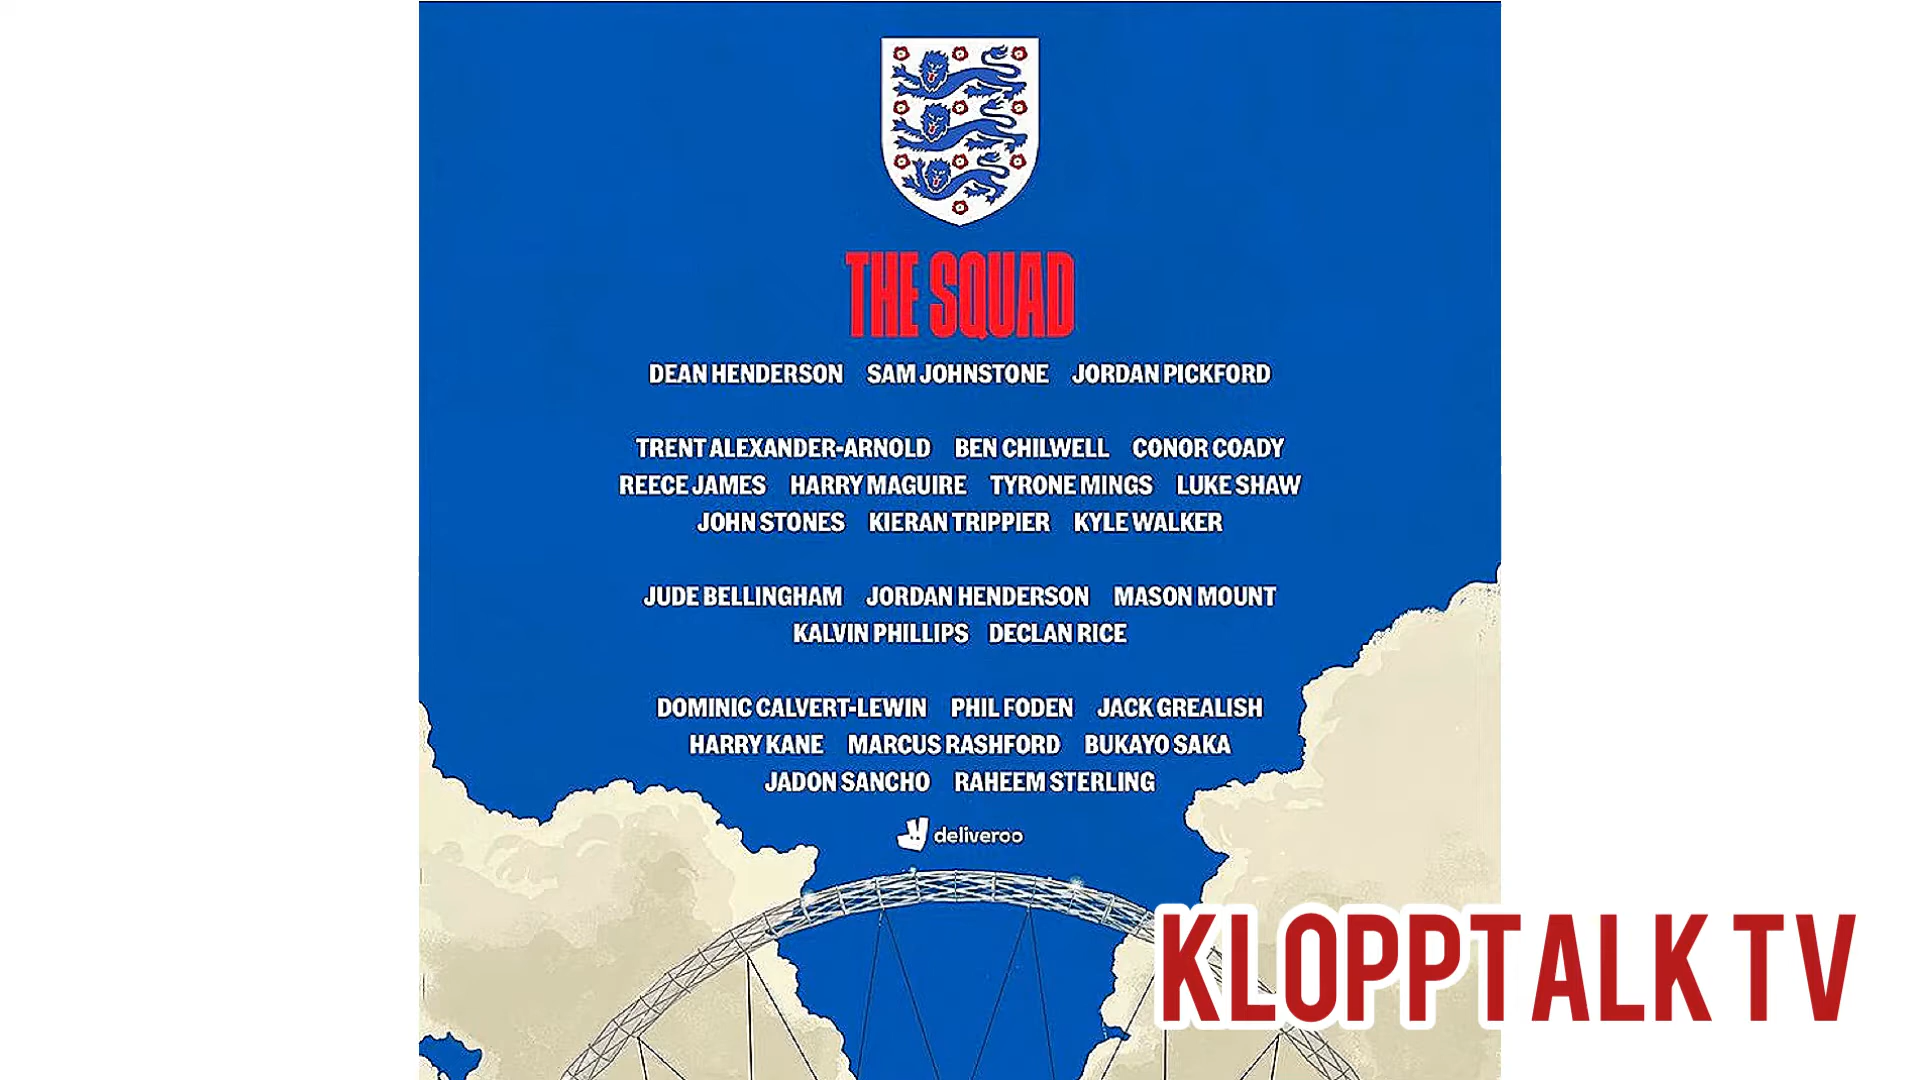 THE SQUAD
DEAN HENDERSON SAM JOHNSTONE JORDAN PICKFORD
TRENT ALEXANDER-ARNOLD BEN CHILWELL CONOR COADY
REECE JAMES HARRY MAGUIRE TYRONE MINGS LUKE SHAW
JOHN STONES KIERAN TRIPPIER KYLE WALKER
JUDE BELLINGHAM JORDAN HENDERSON MASON MOUNT
KALVIN PHILLIPS DECLAN RICE
DOMINIC CALVERT-LEWIN PHIL FODEN JACK GREALISH
HARRY KANE MARCUS RASHFORD BUKAYO SAKA
JADON SANCHO RAHEEM STERLING
deliveroo
KLOPPTALK TV